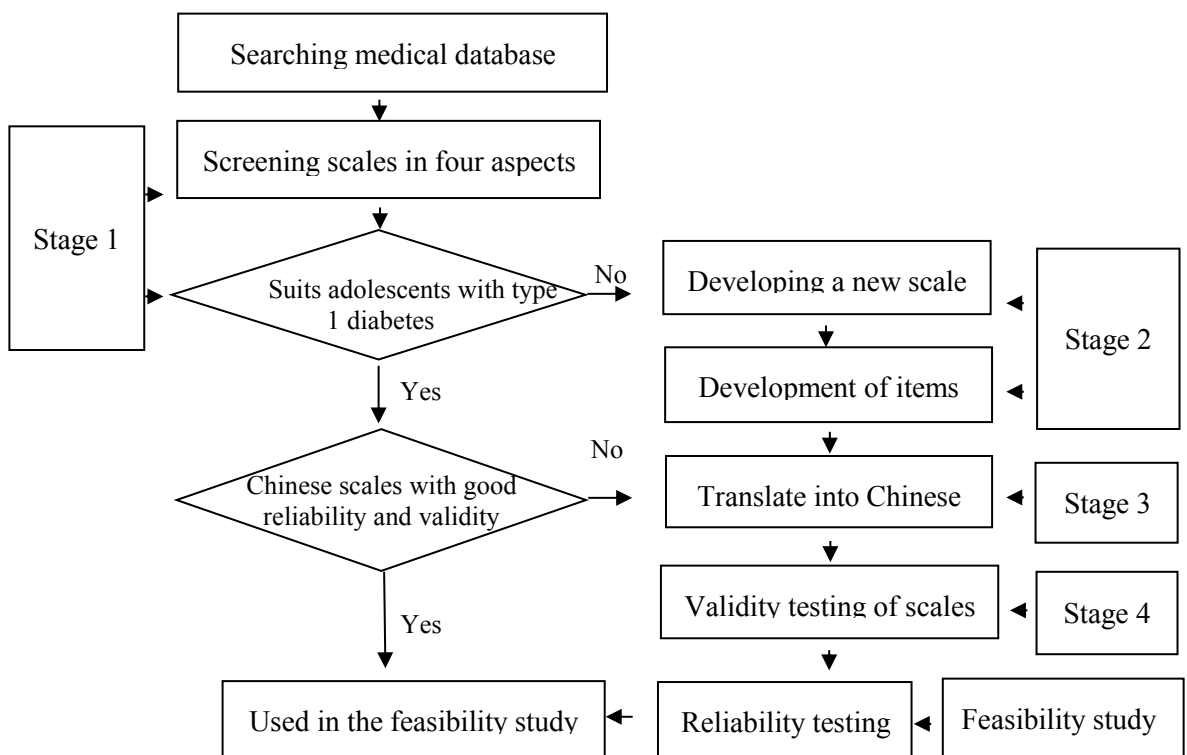 Searching medical database
Screening scales in four aspects
Stage 1
Suits adolescents with type
1 diabetes
No
Developing a new scale
Stage 2
Development of items
Yes
Chinese scales with good
reliability and validity
No
Translate into Chinese
Stage 3
Validity testing of scales
Stage 4
Yes
Used in the feasibility study
Reliability testing
Feasibility study